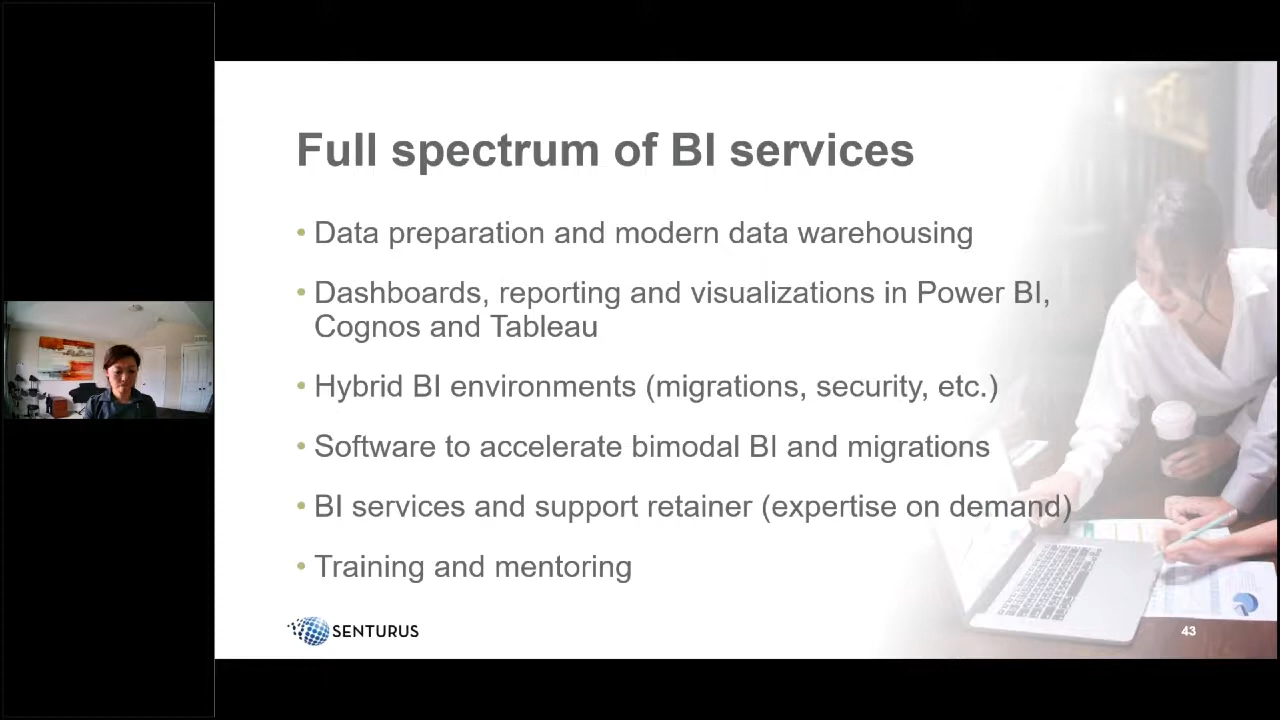 Full spectrum of BI services
• Data preparation and modern data warehousing
• Dashboards, reporting and visualizations in Power BI,
Cognos and Tableau
• Hybrid BI environments (migrations, security, etc.)
• Software to accelerate bimodal BI and migrations
• BI services and support retainer (expertise on demand)
• Training and mentoring
SENTURUS
43